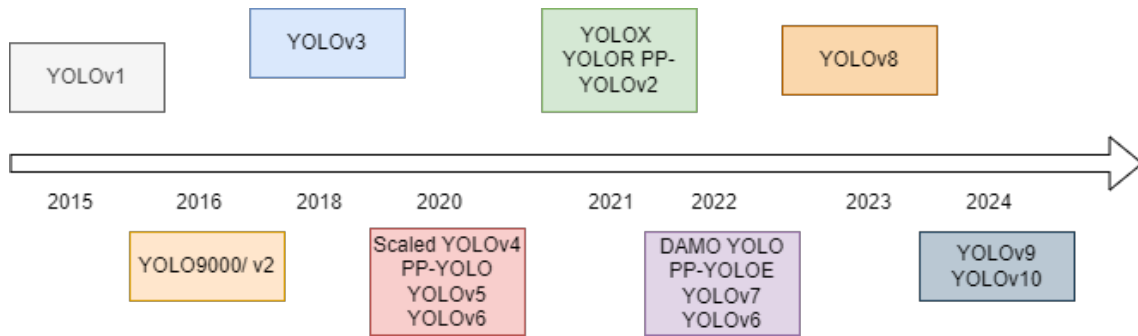 YOLOv1
YOLOv3
YOLOX
YOLOR PP-
YOLOv2
YOLOv8
2015
2016
2018
2020
2021
2022
2023
2024
YOLO9000/ v2
Scaled YOLOv4
PP-YOLO
YOLOv5
YOLOv6
DAMO YOLO
PP-YOLOE
YOLOv7
YOLOv6
YOLOv9
YOLOv10